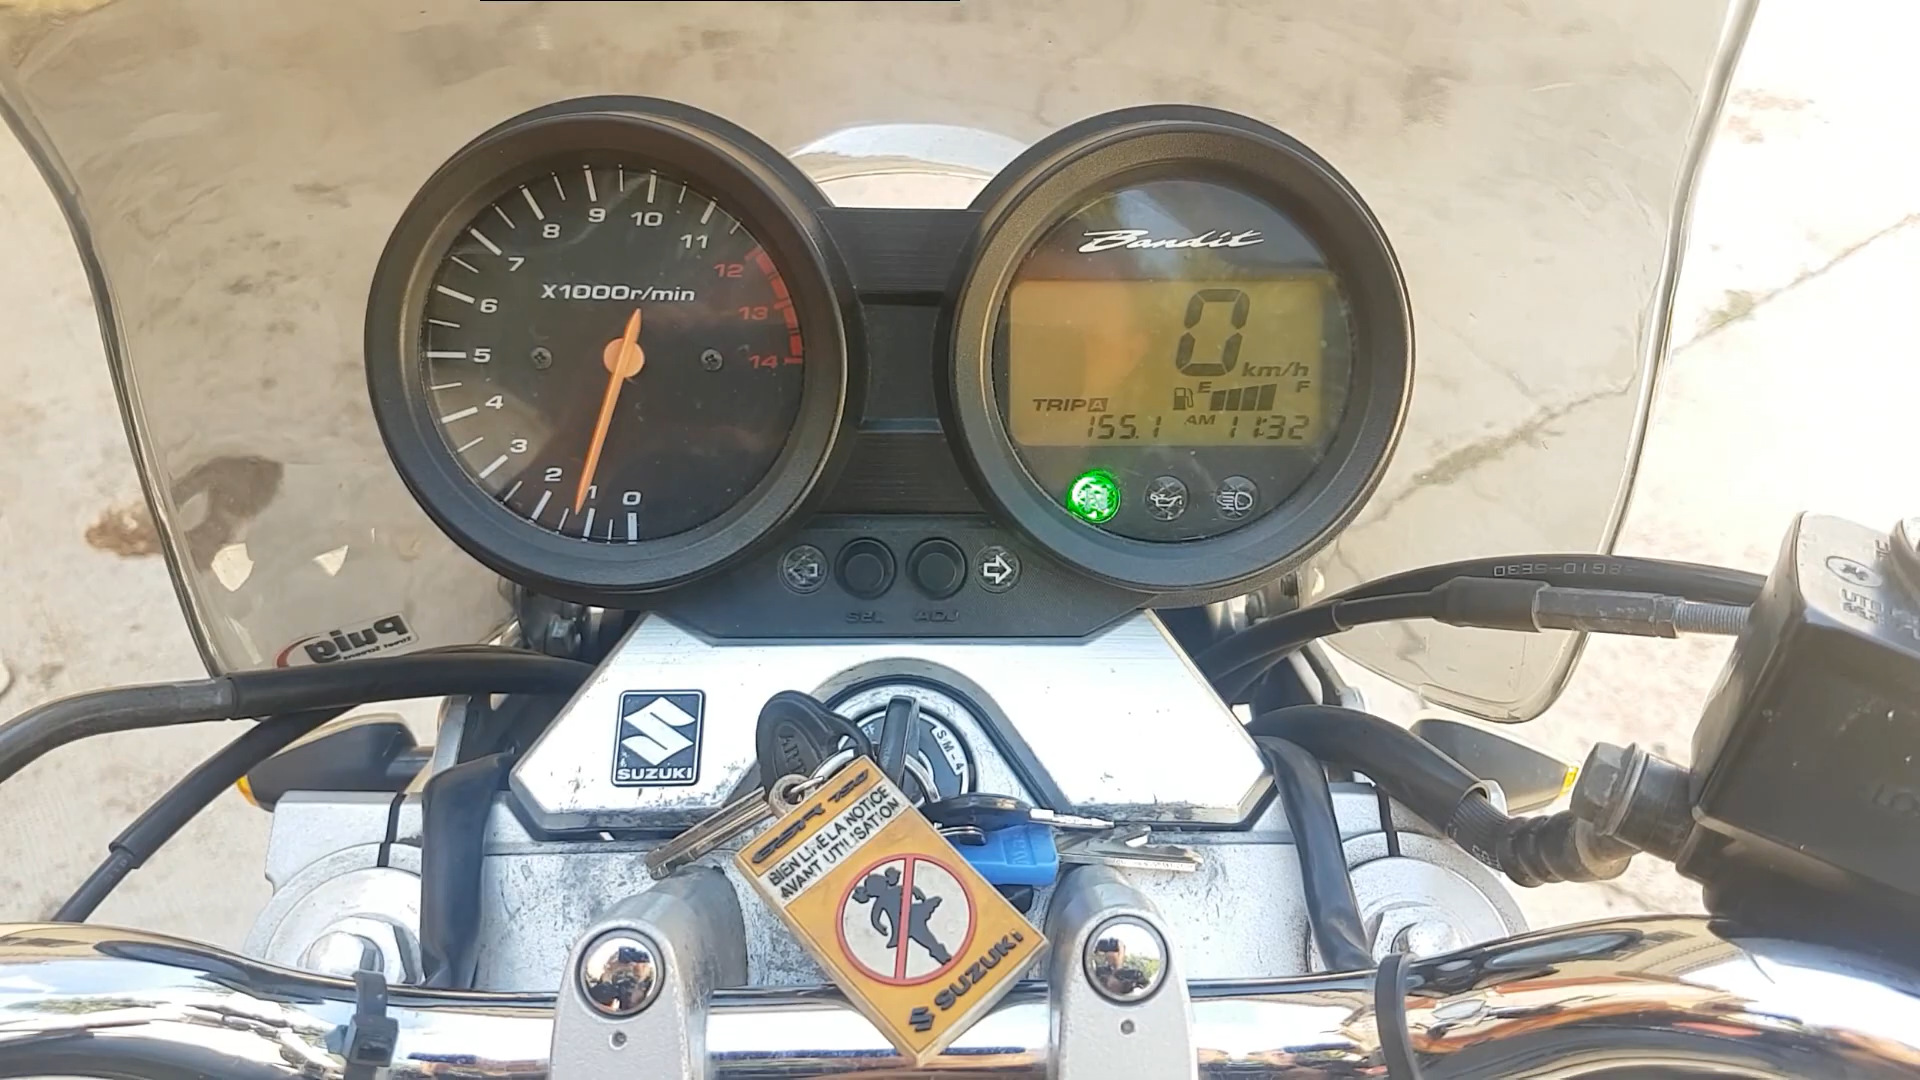 9
10
8
11
7
12
X1000r/min
6
13
5
14
4
3
2
1
0
Bandit
0
km/h
E
F
TRIP A
155.1
AM 11:32
N
SEL
ADJ
Puig
SUZUKI
SM-4
GSR 750
BIEN LIRE LA NOTICE
AVANT UTILISATION
SUZUKI